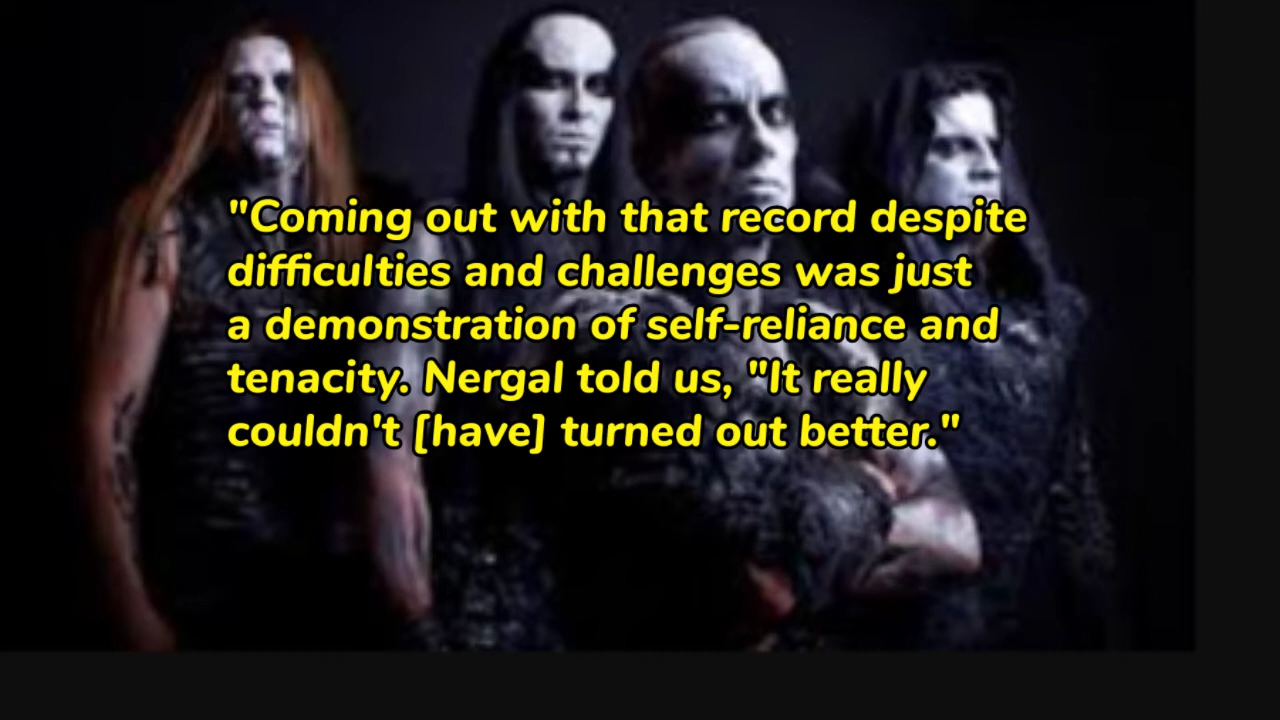 "Coming out with that record despite
difficulties and challenges was just
a demonstration of self-reliance and
tenacity. Nergal told us, "It really
couldn't [have] turned out better."